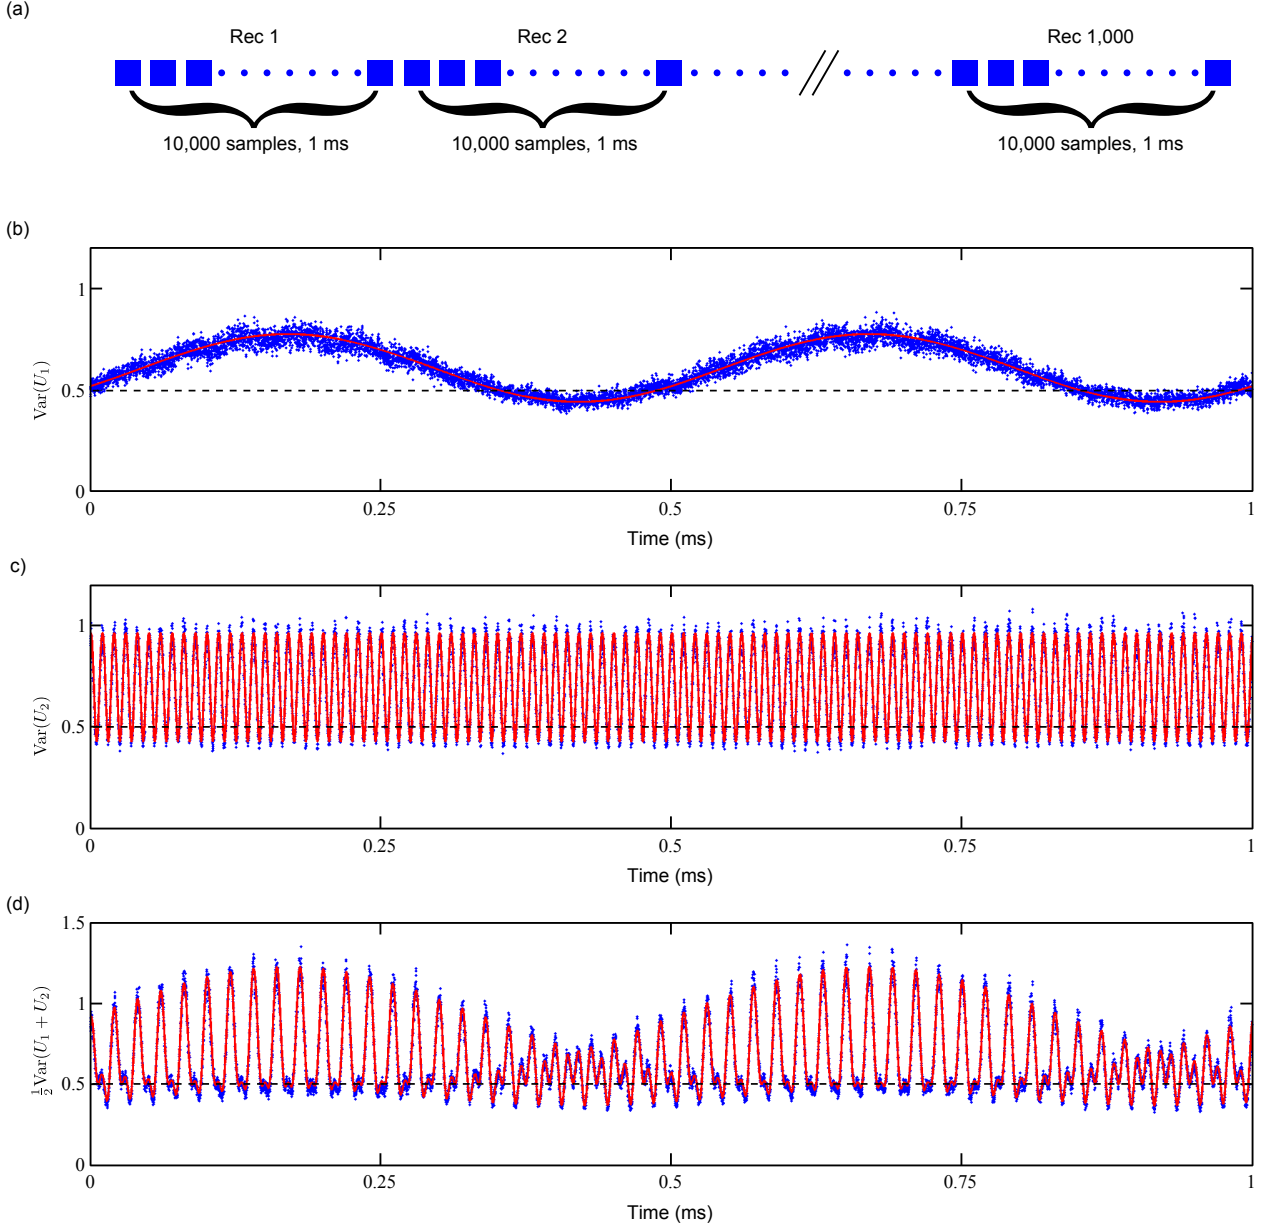 (a)
Rec 1 Rec 2 Rec 1,000
10,000 samples, 1 ms 10,000 samples, 1 ms 10,000 samples, 1 ms
(b)
1
0.5
0
Var(U₁)
0 0.25 0.5 0.75 1
Time (ms)
c)
1
0.5
0
Var(U₂)
0 0.25 0.5 0.75 1
Time (ms)
(d)
1.5
1
0.5
0
½Var(U₁ + U₂)
0 0.25 0.5 0.75 1
Time (ms)